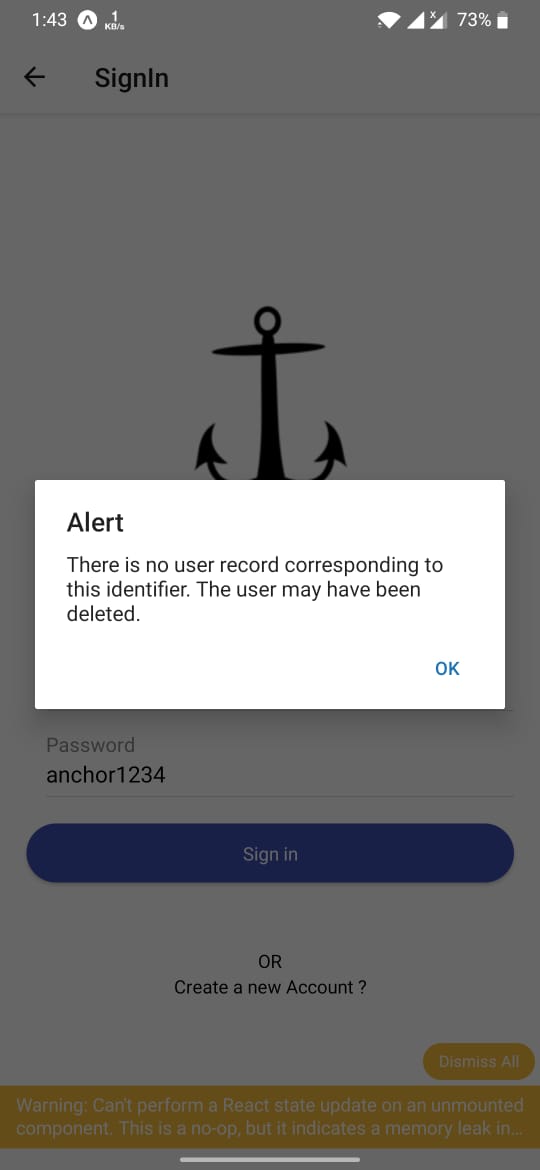 1:43 1 KB/s 73%
SignIn
Alert
There is no user record corresponding to
this identifier. The user may have been
deleted.
OK
Password
anchor1234
Sign in
OR
Create a new Account ?
Dismiss All
Warning: Can't perform a React state update on an unmounted
component. This is a no-op, but it indicates a memory leak in...